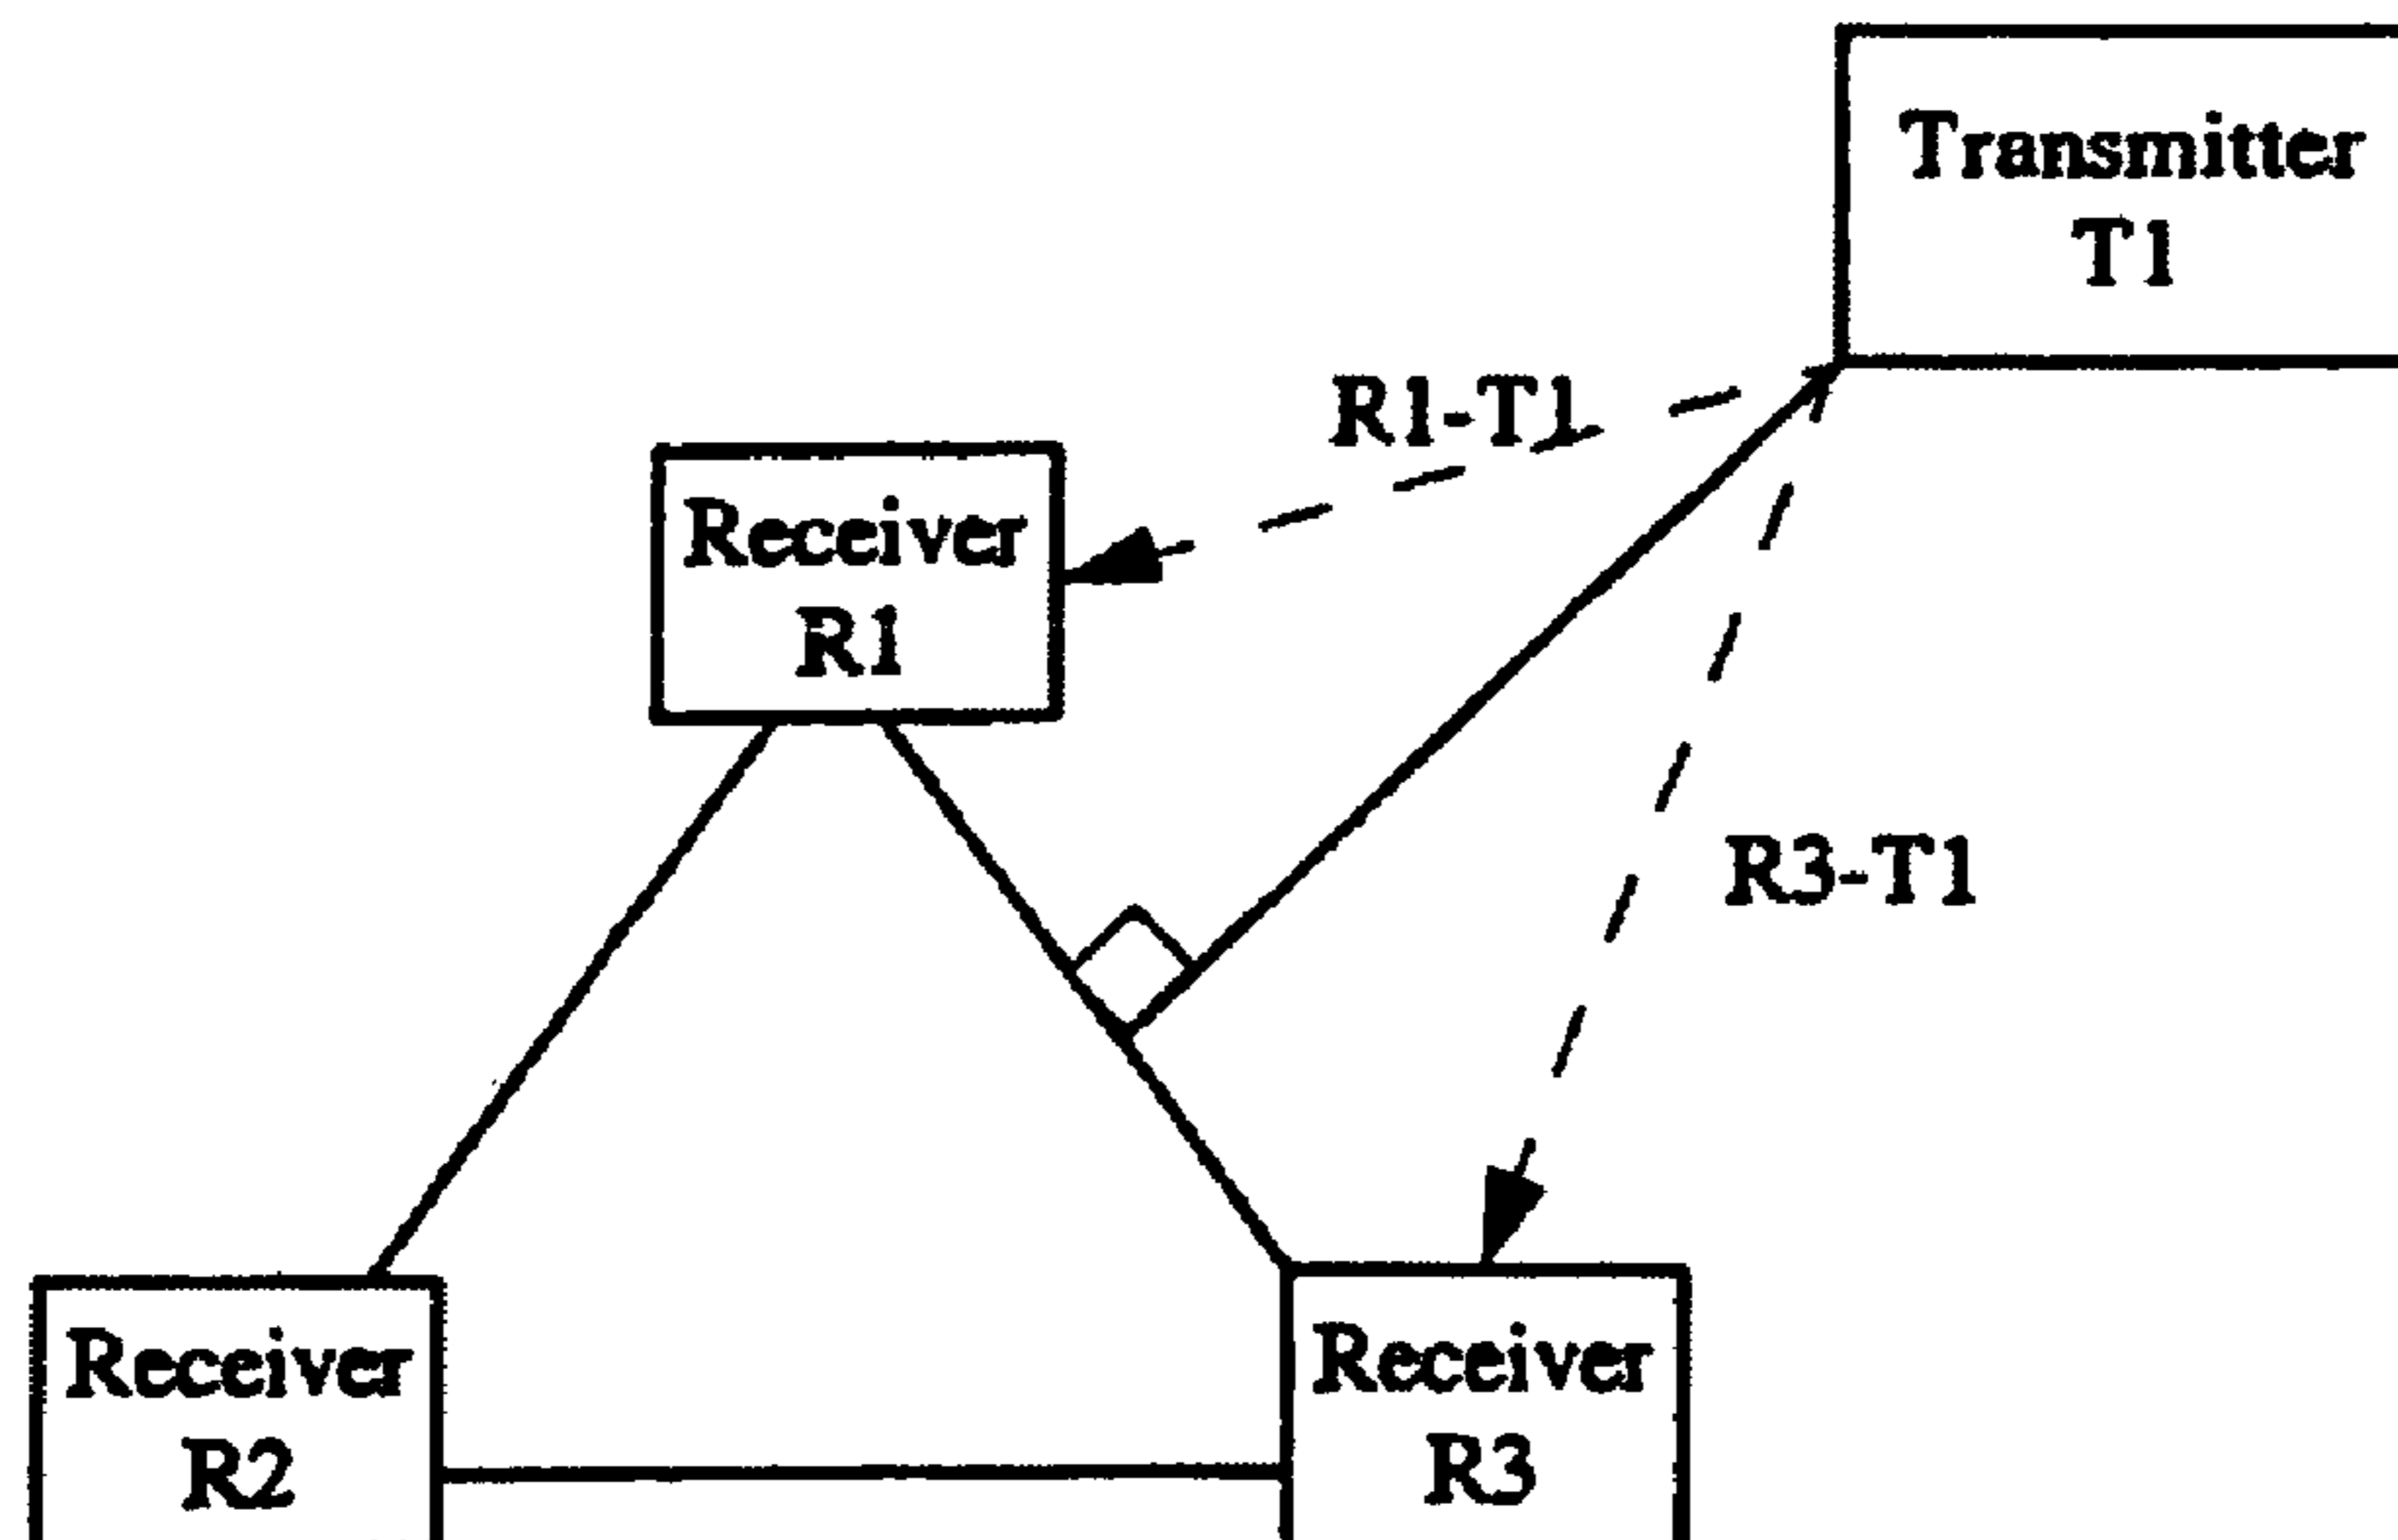 Transmitter
T1
R1-T1
Receiver
R1
R3-T1
Receiver
R2
Receiver
R3